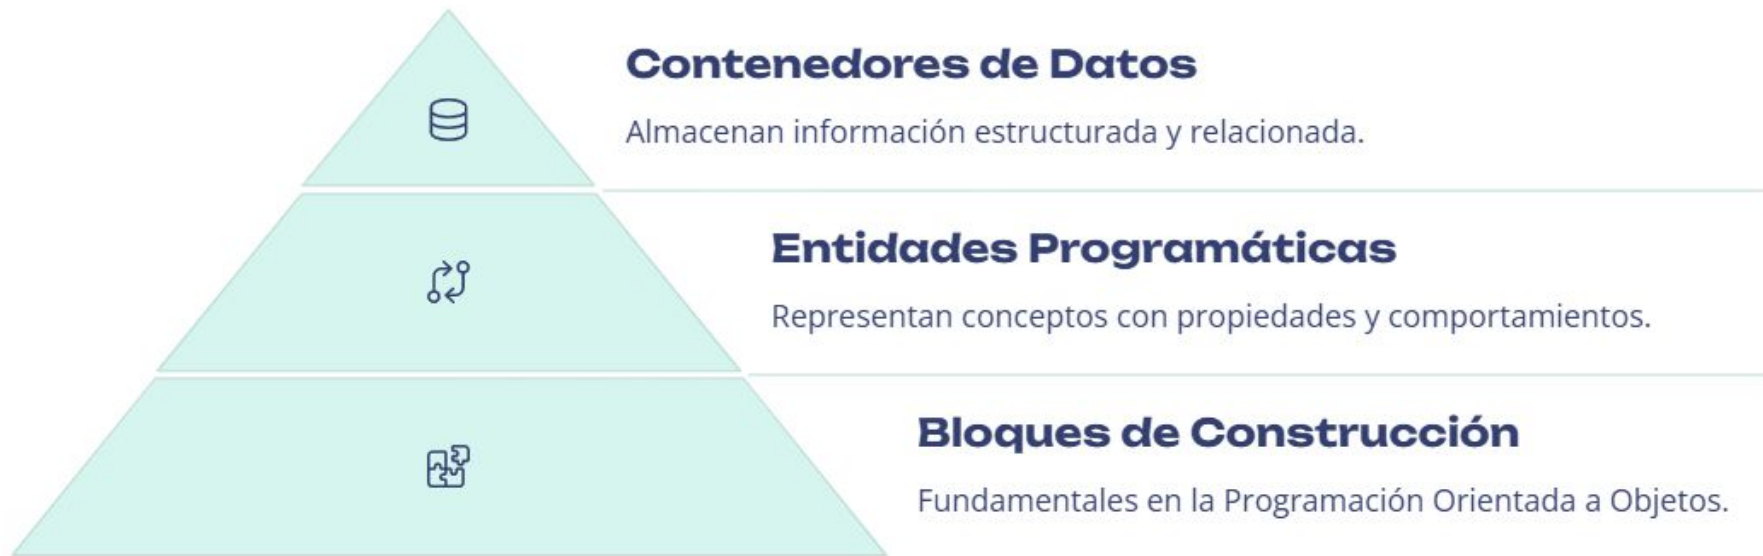 Contenedores de Datos
Almacenan información estructurada y relacionada.
Entidades Programáticas
Representan conceptos con propiedades y comportamientos.
Bloques de Construcción
Fundamentales en la Programación Orientada a Objetos.